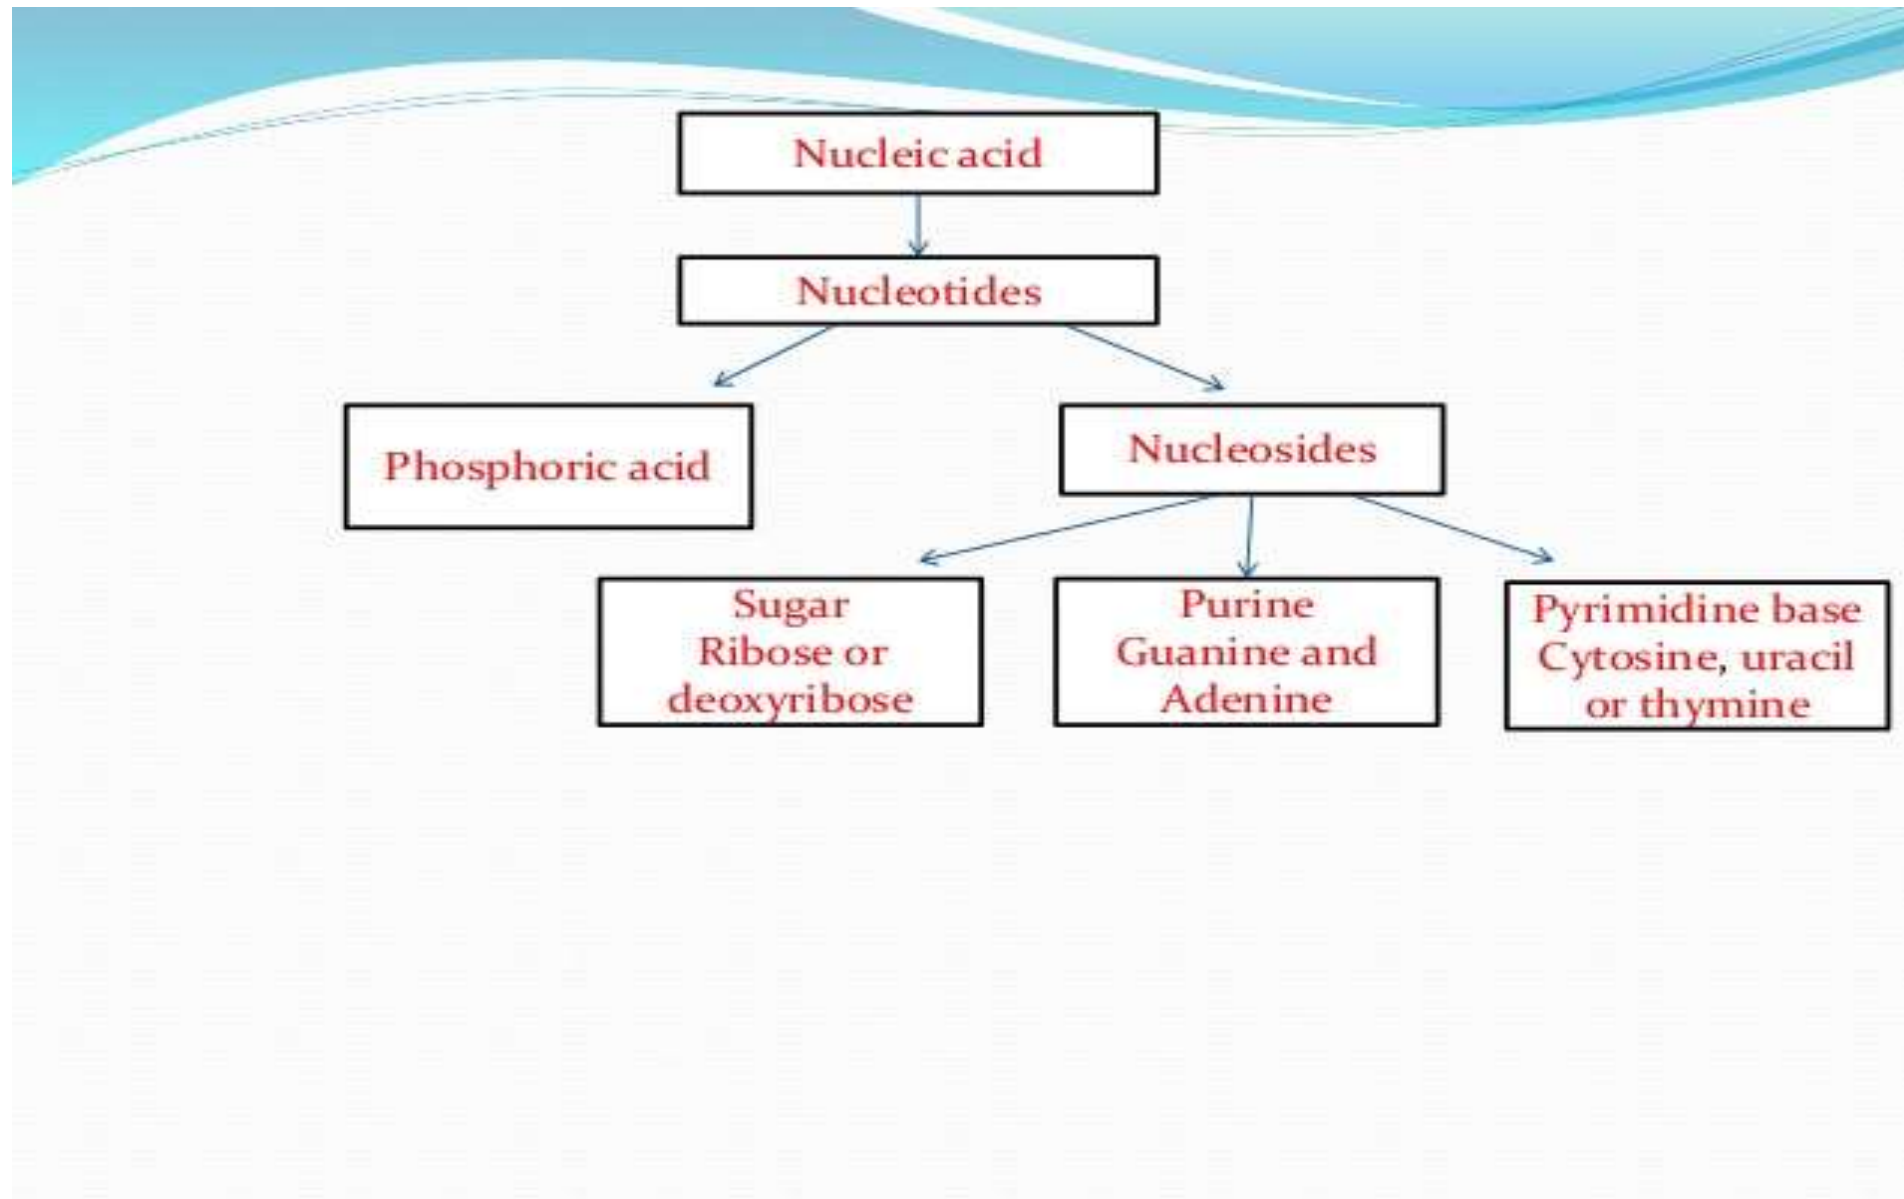 Nucleic acid
Nucleotides
Phosphoric acid
Nucleosides
Sugar
Ribose or
deoxyribose
Purine
Guanine and
Adenine
Pyrimidine base
Cytosine, uracil
or thymine